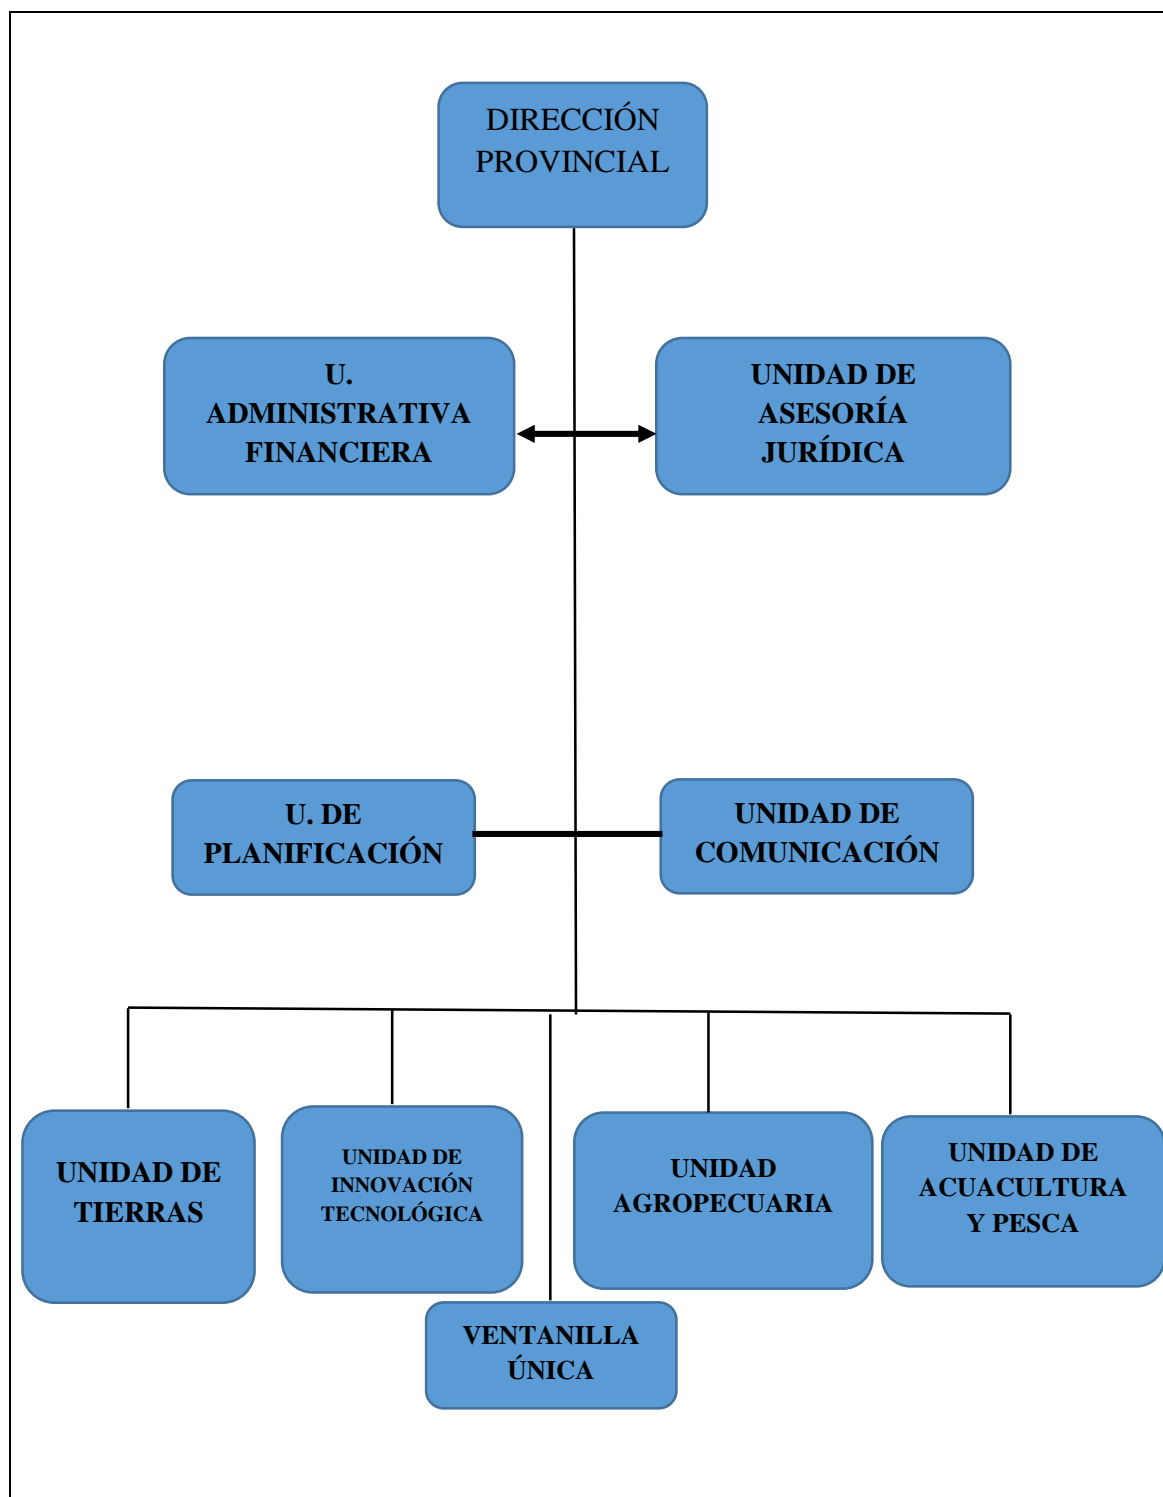 DIRECCIÓN
PROVINCIAL
U.
ADMINISTRATIVA
FINANCIERA
UNIDAD DE
ASESORÍA
JURÍDICA
U. DE
PLANIFICACIÓN
UNIDAD DE
COMUNICACIÓN
UNIDAD DE
TIERRAS
UNIDAD DE
INNOVACIÓN
TECNOLÓGICA
UNIDAD
AGROPECUARIA
UNIDAD DE
ACUACULTURA
Y PESCA
VENTANILLA
ÚNICA